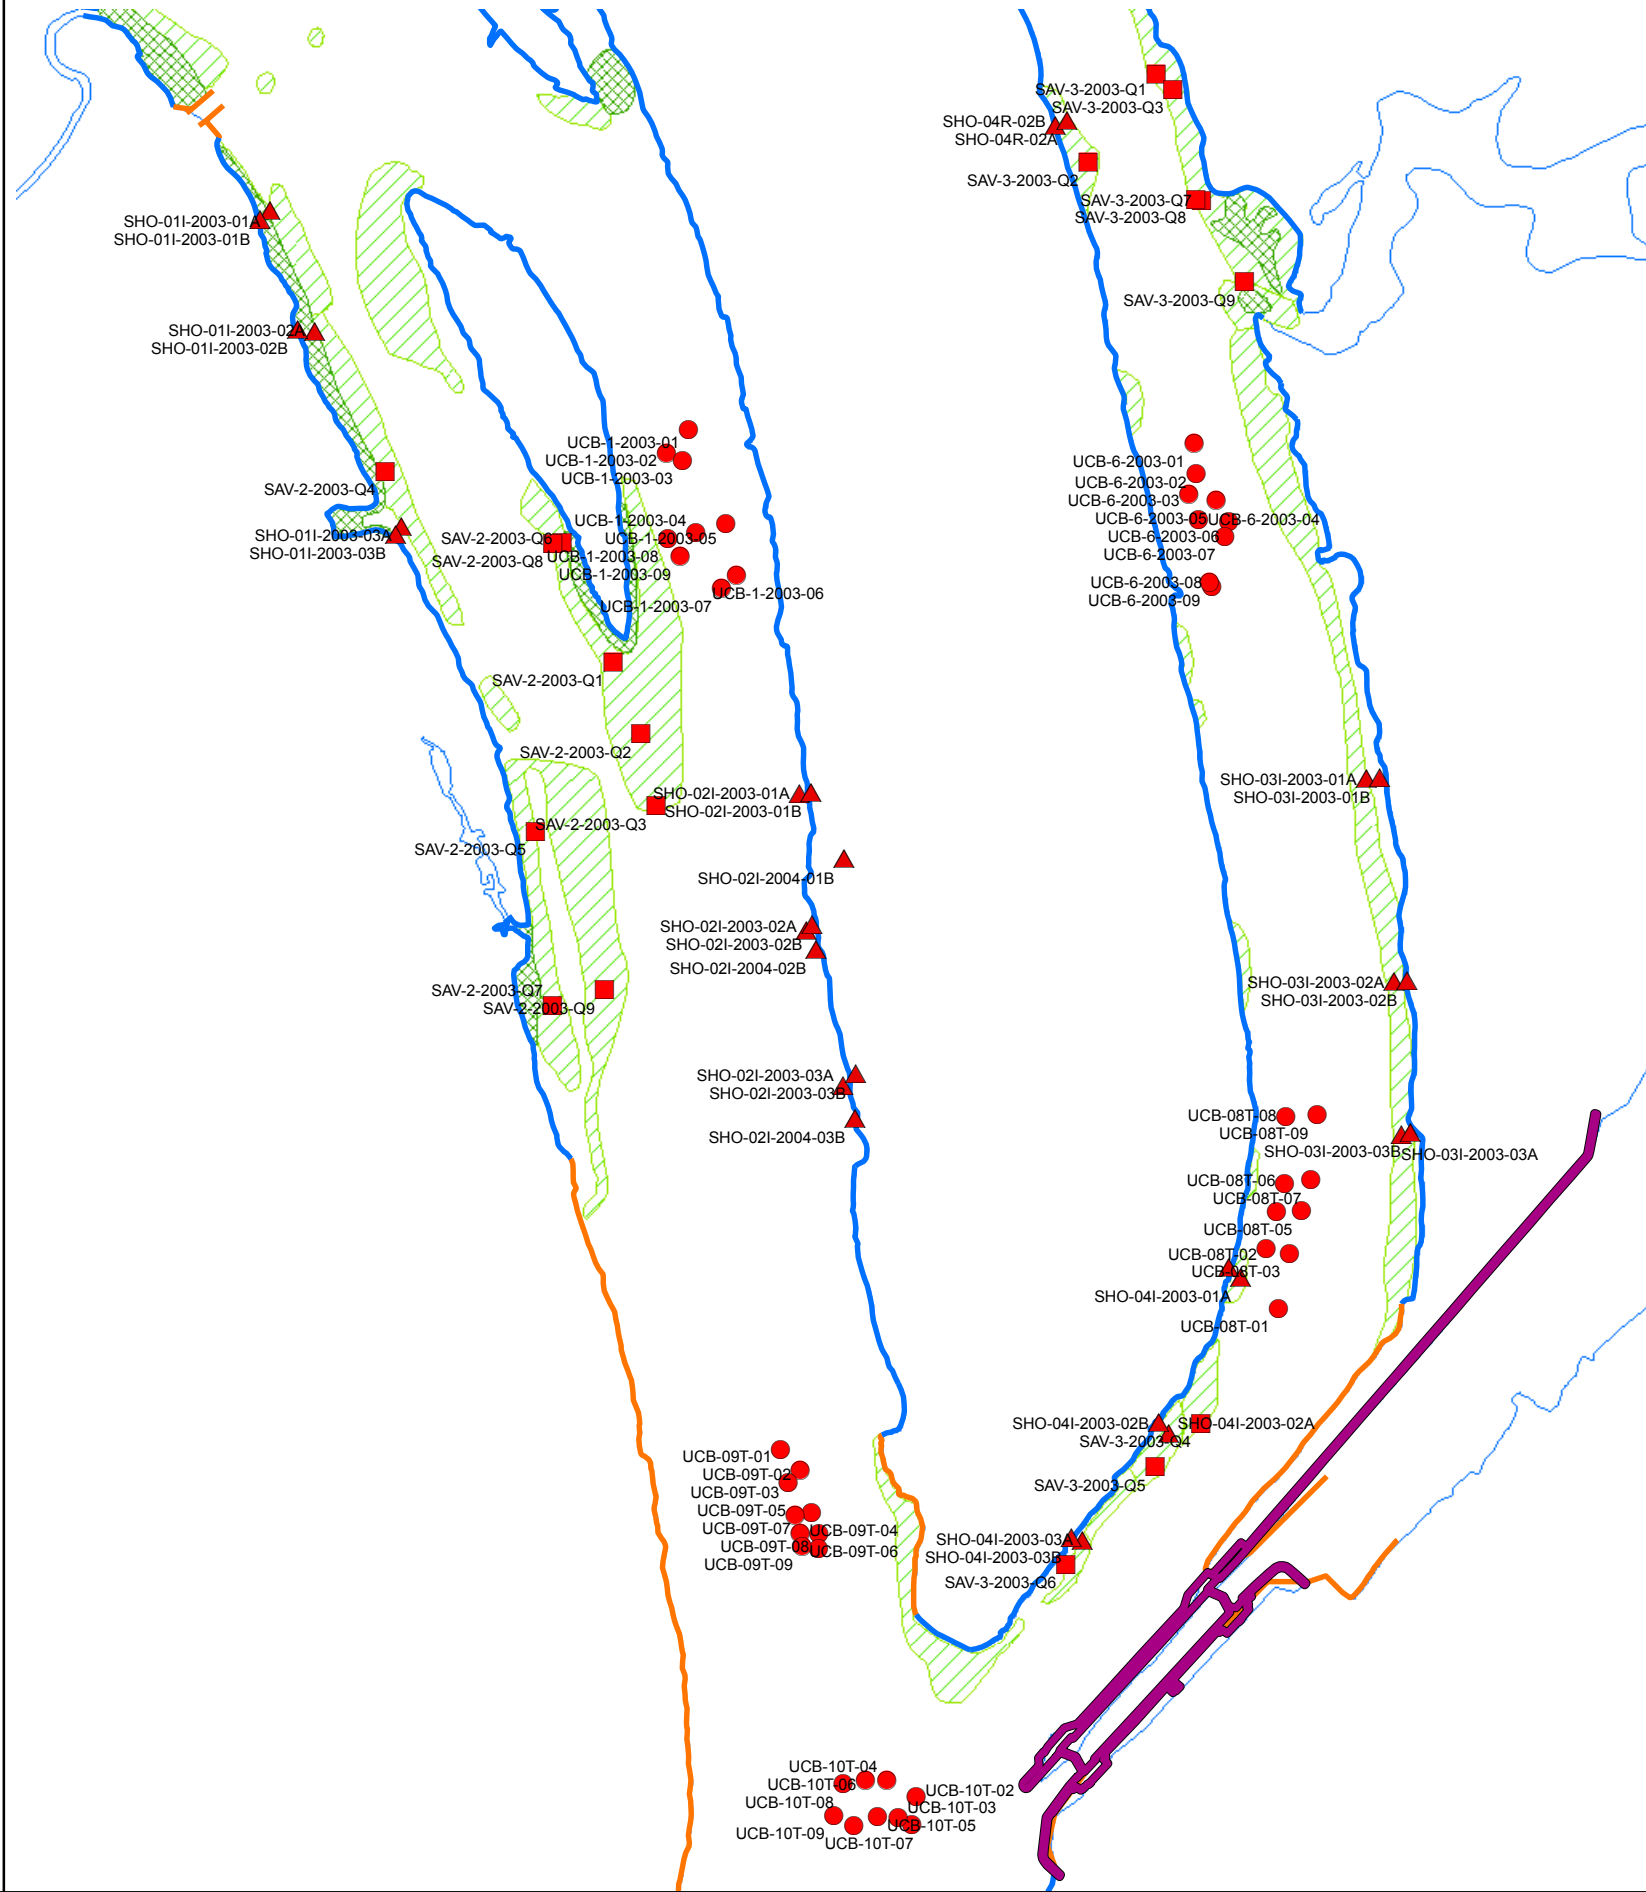 SAV-3-2003-Q1
SAV-3-2003-Q3
SHO-04R-02B
SHO-04R-02A
SAV-3-2003-Q2
SAV-3-2003-Q7
SAV-3-2003-Q8
SHO-01I-2003-01A
SHO-01I-2003-01B
SAV-3-2003-Q9
SHO-01I-2003-02A
SHO-01I-2003-02B
UCB-1-2003-01
UCB-1-2003-02
UCB-1-2003-03
UCB-6-2003-01
UCB-6-2003-02
UCB-6-2003-03
SAV-2-2003-Q4
UCB-1-2003-04
UCB-6-2003-05
UCB-6-2003-04
SHO-01I-2003-03A
SHO-01I-2003-03B
SAV-2-2003-Q6
SAV-2-2003-Q8
UCB-1-2003-05
UCB-1-2003-08
UCB-1-2003-09
UCB-6-2003-06
UCB-6-2003-07
UCB-1-2003-06
UCB-1-2003-07
UCB-6-2003-08
UCB-6-2003-09
SAV-2-2003-Q1
SAV-2-2003-Q2
SHO-02I-2003-01A
SHO-02I-2003-01B
SHO-03I-2003-01A
SHO-03I-2003-01B
SAV-2-2003-Q3
SAV-2-2003-Q5
SHO-02I-2004-01B
SHO-02I-2003-02A
SHO-02I-2003-02B
SHO-02I-2004-02B
SAV-2-2003-Q7
SAV-2-2003-Q9
SHO-03I-2003-02A
SHO-03I-2003-02B
SHO-02I-2003-03A
SHO-02I-2003-03B
SHO-02I-2004-03B
UCB-08T-08
UCB-08T-09
SHO-03I-2003-03B
SHO-03I-2003-03A
UCB-08T-06
UCB-08T-07
UCB-08T-05
UCB-08T-02
UCB-08T-03
SHO-04I-2003-01A
UCB-08T-01
SHO-04I-2003-02B
SHO-04I-2003-02A
SAV-3-2003-Q4
SAV-3-2003-Q5
UCB-09T-01
UCB-09T-02
UCB-09T-03
UCB-09T-05
UCB-09T-07
UCB-09T-04
UCB-09T-08
UCB-09T-06
UCB-09T-09
SHO-04I-2003-03A
SHO-04I-2003-03B
SAV-3-2003-Q6
UCB-10T-04
UCB-10T-06
UCB-10T-02
UCB-10T-08
UCB-10T-03
UCB-10T-05
UCB-10T-09
UCB-10T-07